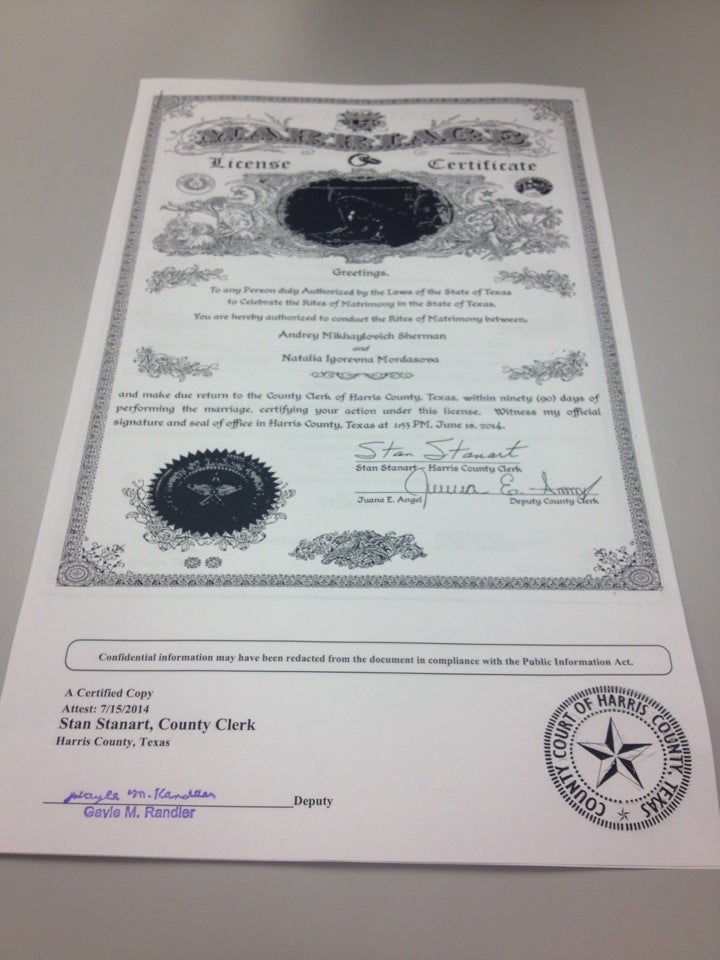 MARRIAGE
License Certificate
Greetings,
To any Person duly Authorized by the Laws of the State of Texas
to Celebrate the Rites of Matrimony in the State of Texas.
You are hereby authorized to conduct the Rites of Matrimony between:
Andrey Mikhaylovich Sherman
and
Natalia Igorevna Mordasova
and make due return to the County Clerk of Harris County, Texas, within ninety (90) days of
performing the marriage, certifying your action under this license. Witness my official
signature and seal of office in Harris County, Texas at 1:53 PM, June 18, 2014.
Stan Stanart
Stan Stanart - Harris County Clerk
Juana E. Angel Deputy County Clerk
Confidential information may have been redacted from the document in compliance with the Public Information Act.
A Certified Copy
Attest: 7/15/2014
Stan Stanart, County Clerk
Harris County, Texas
Gayle M. Randler
Deputy
Gayle M. Randler
COUNTY COURT OF HARRIS COUNTY, TEXAS